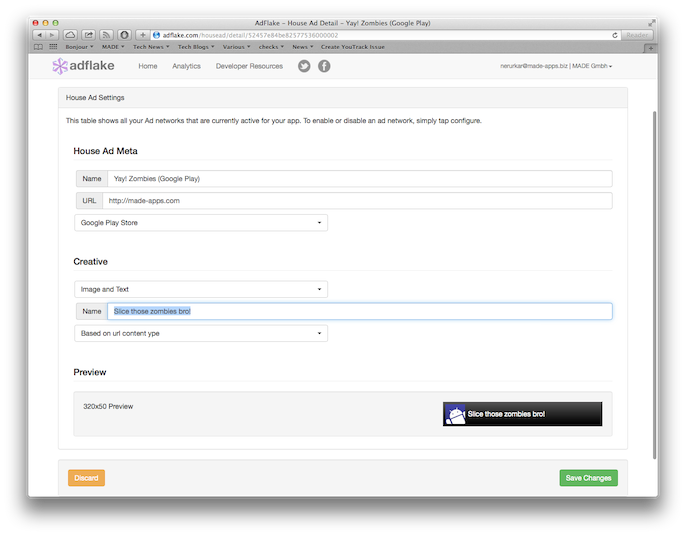 AdFlake – House Ad Detail – Yay! Zombies (Google Play)
adflake.com/housead/detail/52457e84be82577536000002
Reader
Bonjour MADE Tech News Tech Blogs Various checks News Create YouTrack Issue
adflake Home Analytics Developer Resources nerurkar@made-apps.biz | MADE Gmbh
House Ad Settings
This table shows all your Ad networks that are currently active for your app. To enable or disable an ad network, simply tap configure.
House Ad Meta
Name Yay! Zombies (Google Play)
URL http://made-apps.com
Google Play Store
Creative
Image and Text
Name Slice those zombies bro!
Based on url content ype
Preview
320x50 Preview
Slice those zombies bro!
Discard Save Changes